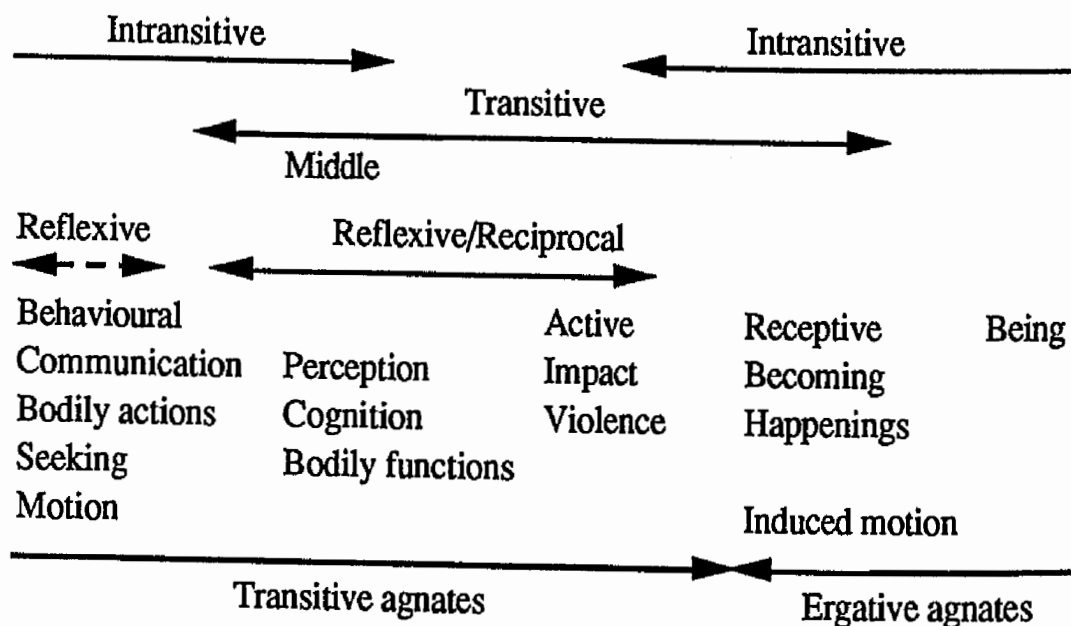 Intransitive Intransitive
Transitive
Middle
Reflexive Reflexive/Reciprocal
Behavioural Active Receptive Being
Communication Perception Impact Becoming
Bodily actions Cognition Violence Happenings
Seeking Bodily functions
Motion Induced motion
Transitive agnates Ergative agnates